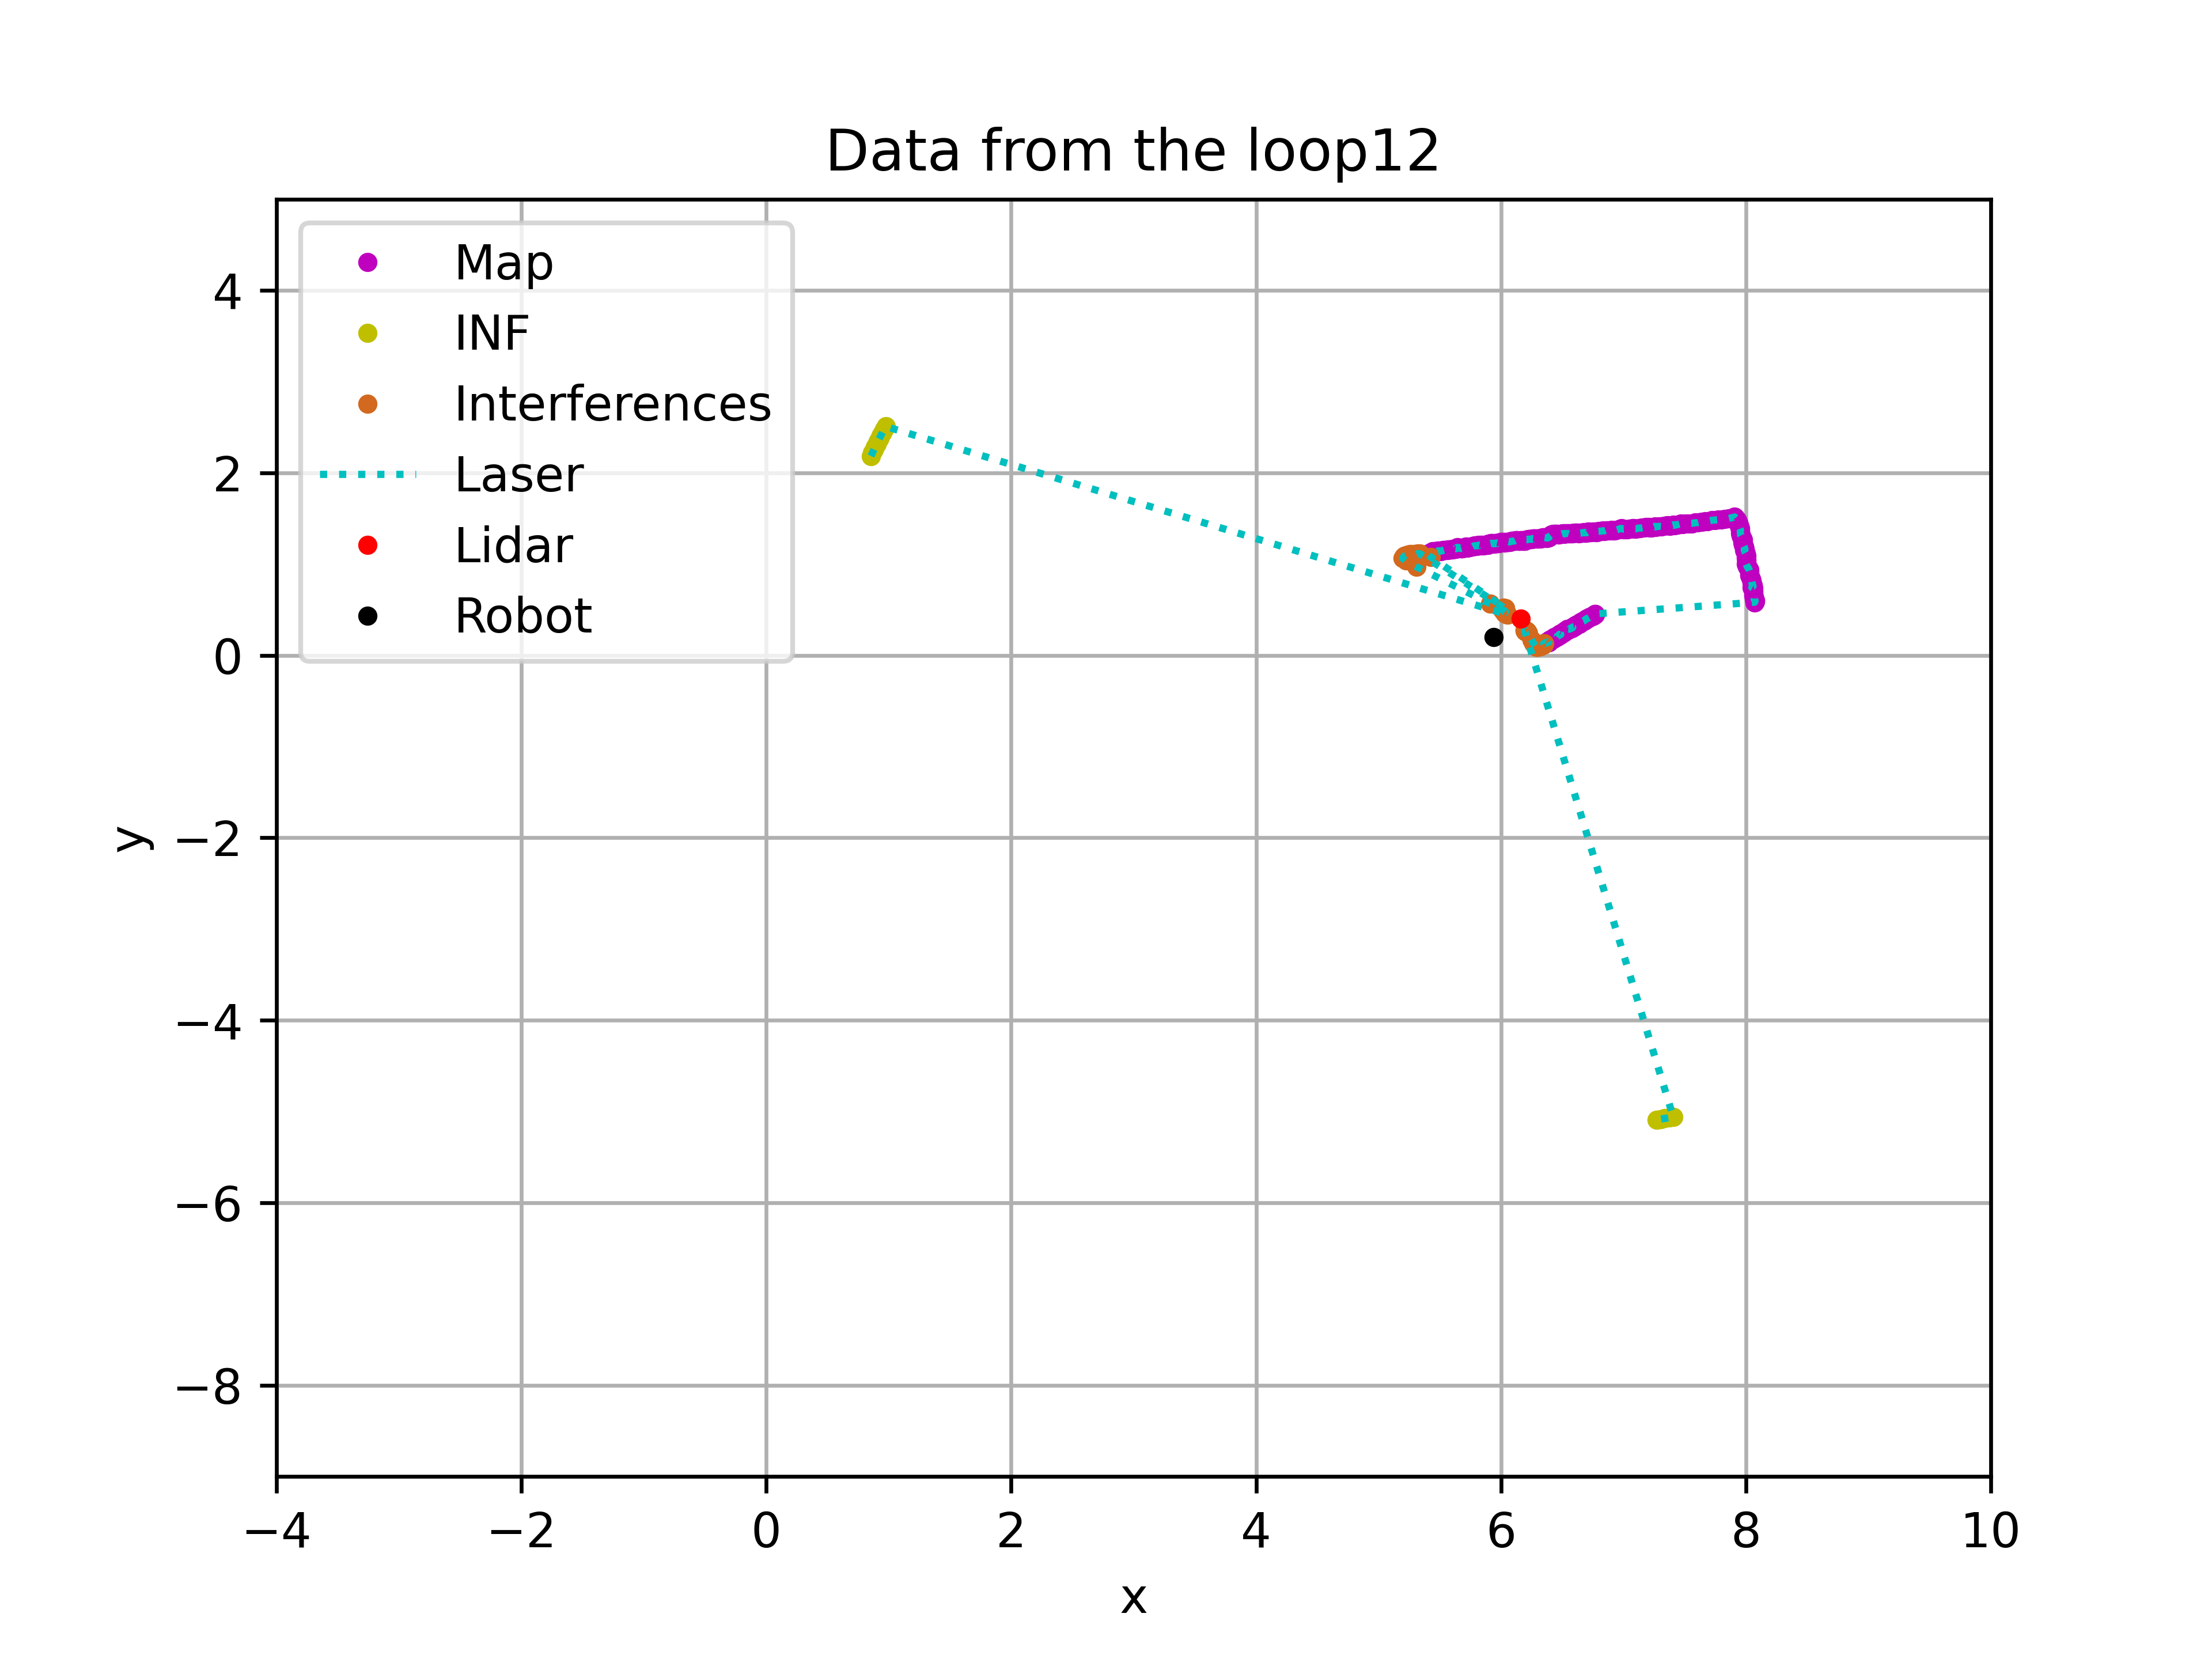 Data from the loop12
Map
INF
Interferences
Laser
Lidar
Robot
4
2
0
−2
−4
−6
−8
y
−4 −2 0 2 4 6 8 10
x